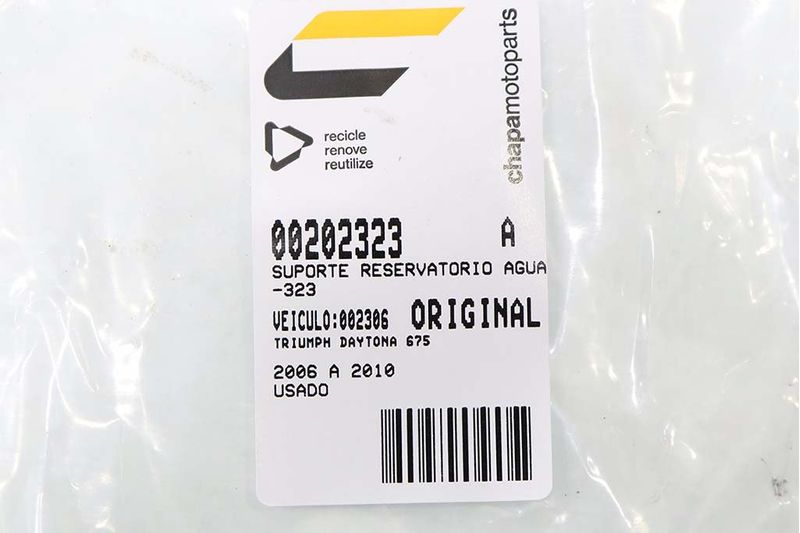 chapamotoparts
recicle
renove
reutilize
00202323 A
SUPORTE RESERVATORIO AGUA
-323
VEICULO:002306 ORIGINAL
TRIUMPH DAYTONA 675
2006 A 2010
USADO